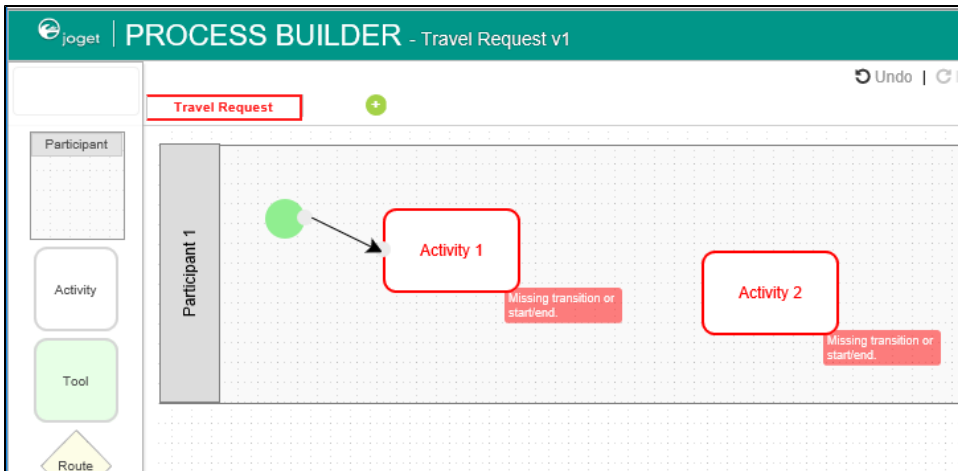 joget | PROCESS BUILDER - Travel Request v1
Undo |
Travel Request
Participant
Activity
Tool
Route
Participant 1
Activity 1
Missing transition or
start/end.
Activity 2
Missing transition or
start/end.